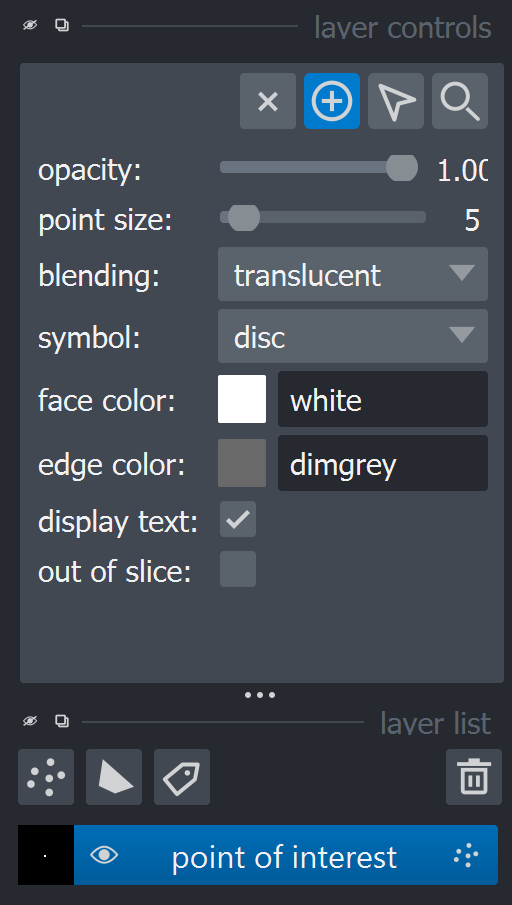 layer controls
opacity: 1.00
point size: 5
blending: translucent
symbol: disc
face color: white
edge color: dimgrey
display text:
out of slice:
layer list
point of interest